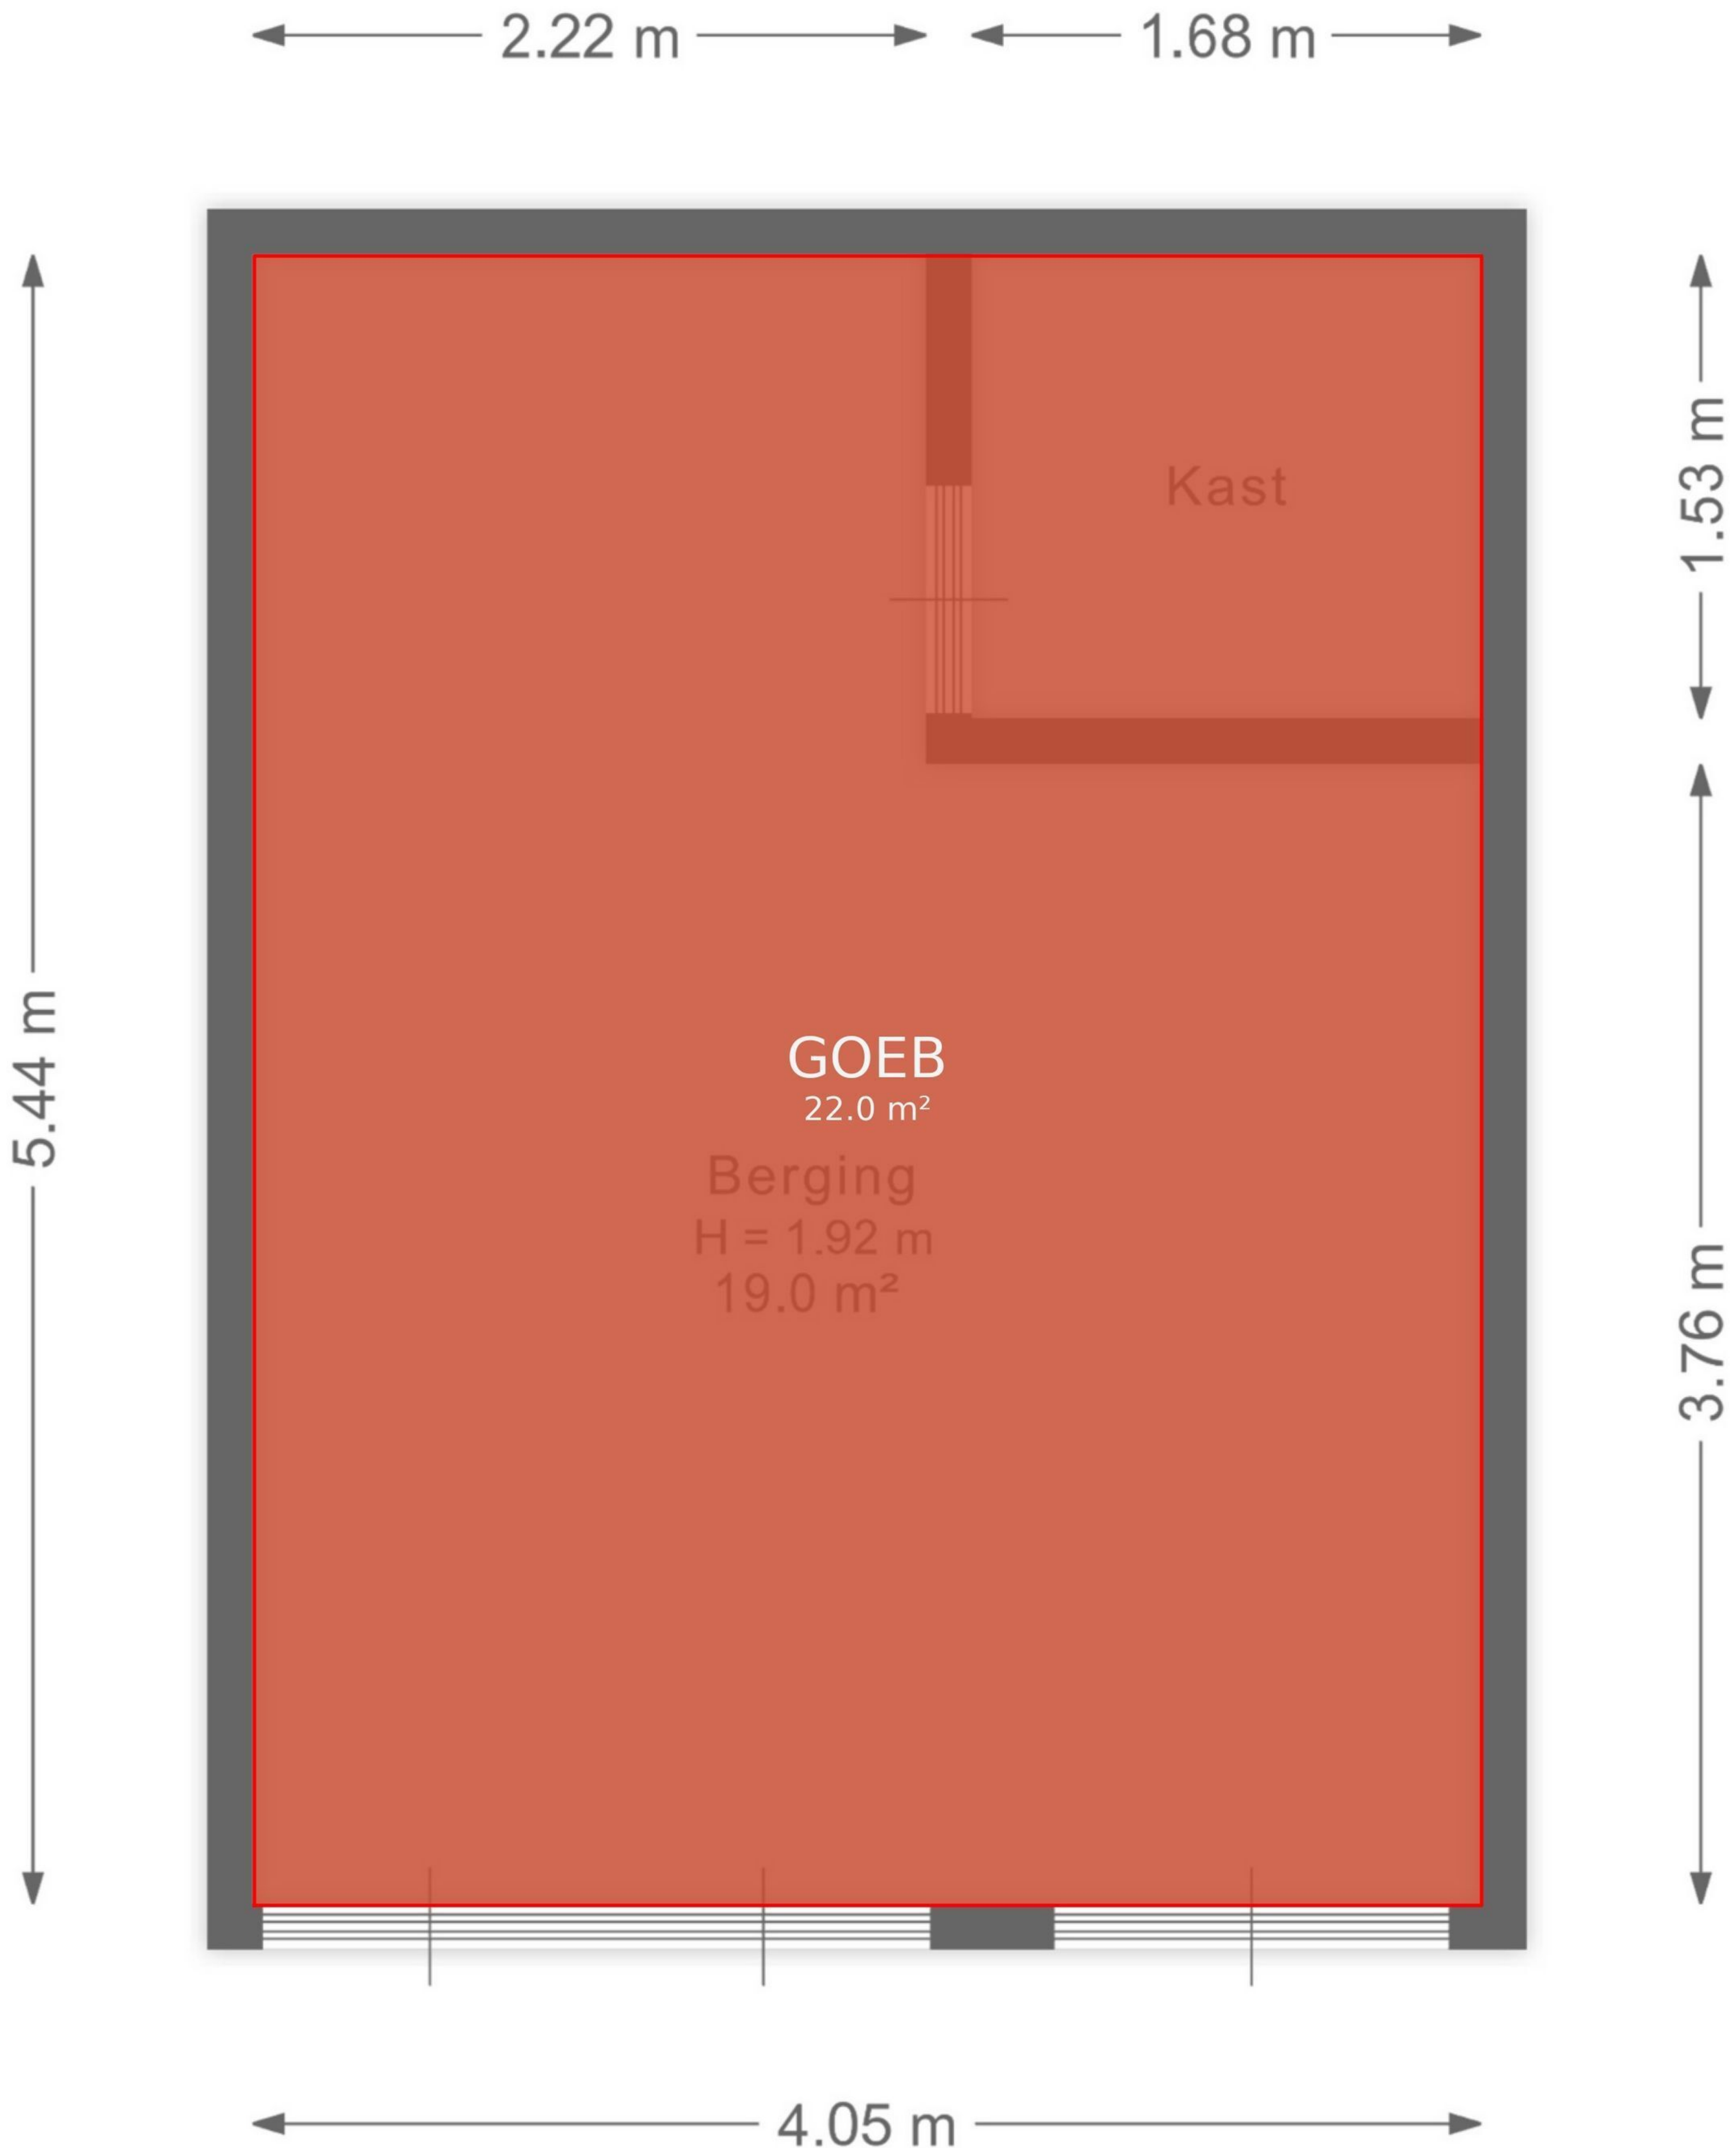 2.22 m
1.68 m
1.53 m
Kast
5.44 m
GOEB
22.0 m²
Berging
H = 1.92 m
19.0 m²
3.76 m
4.05 m